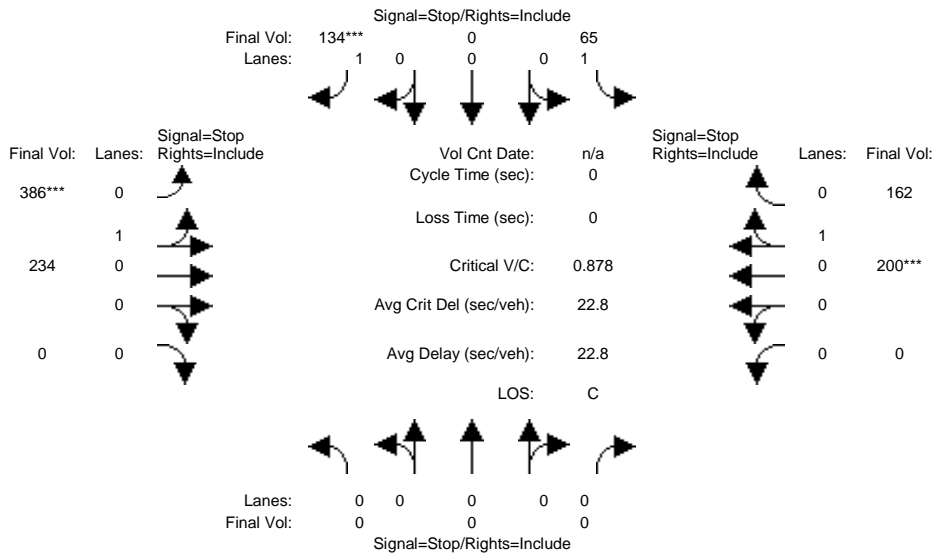 Signal=Stop/Rights=Include
Final Vol: 134*** 0 65
Lanes: 1 0 0 0 1
Signal=Stop Signal=Stop
Final Vol: Lanes: Rights=Include Vol Cnt Date: n/a Rights=Include Lanes: Final Vol:
Cycle Time (sec): 0
386*** 0 0 162
Loss Time (sec): 0
1 1
234 0 Critical V/C: 0.878 0 200***
0 Avg Crit Del (sec/veh): 22.8 0
0 0 Avg Delay (sec/veh): 22.8 0 0
LOS: C
Lanes: 0 0 0 0 0
Final Vol: 0 0 0
Signal=Stop/Rights=Include